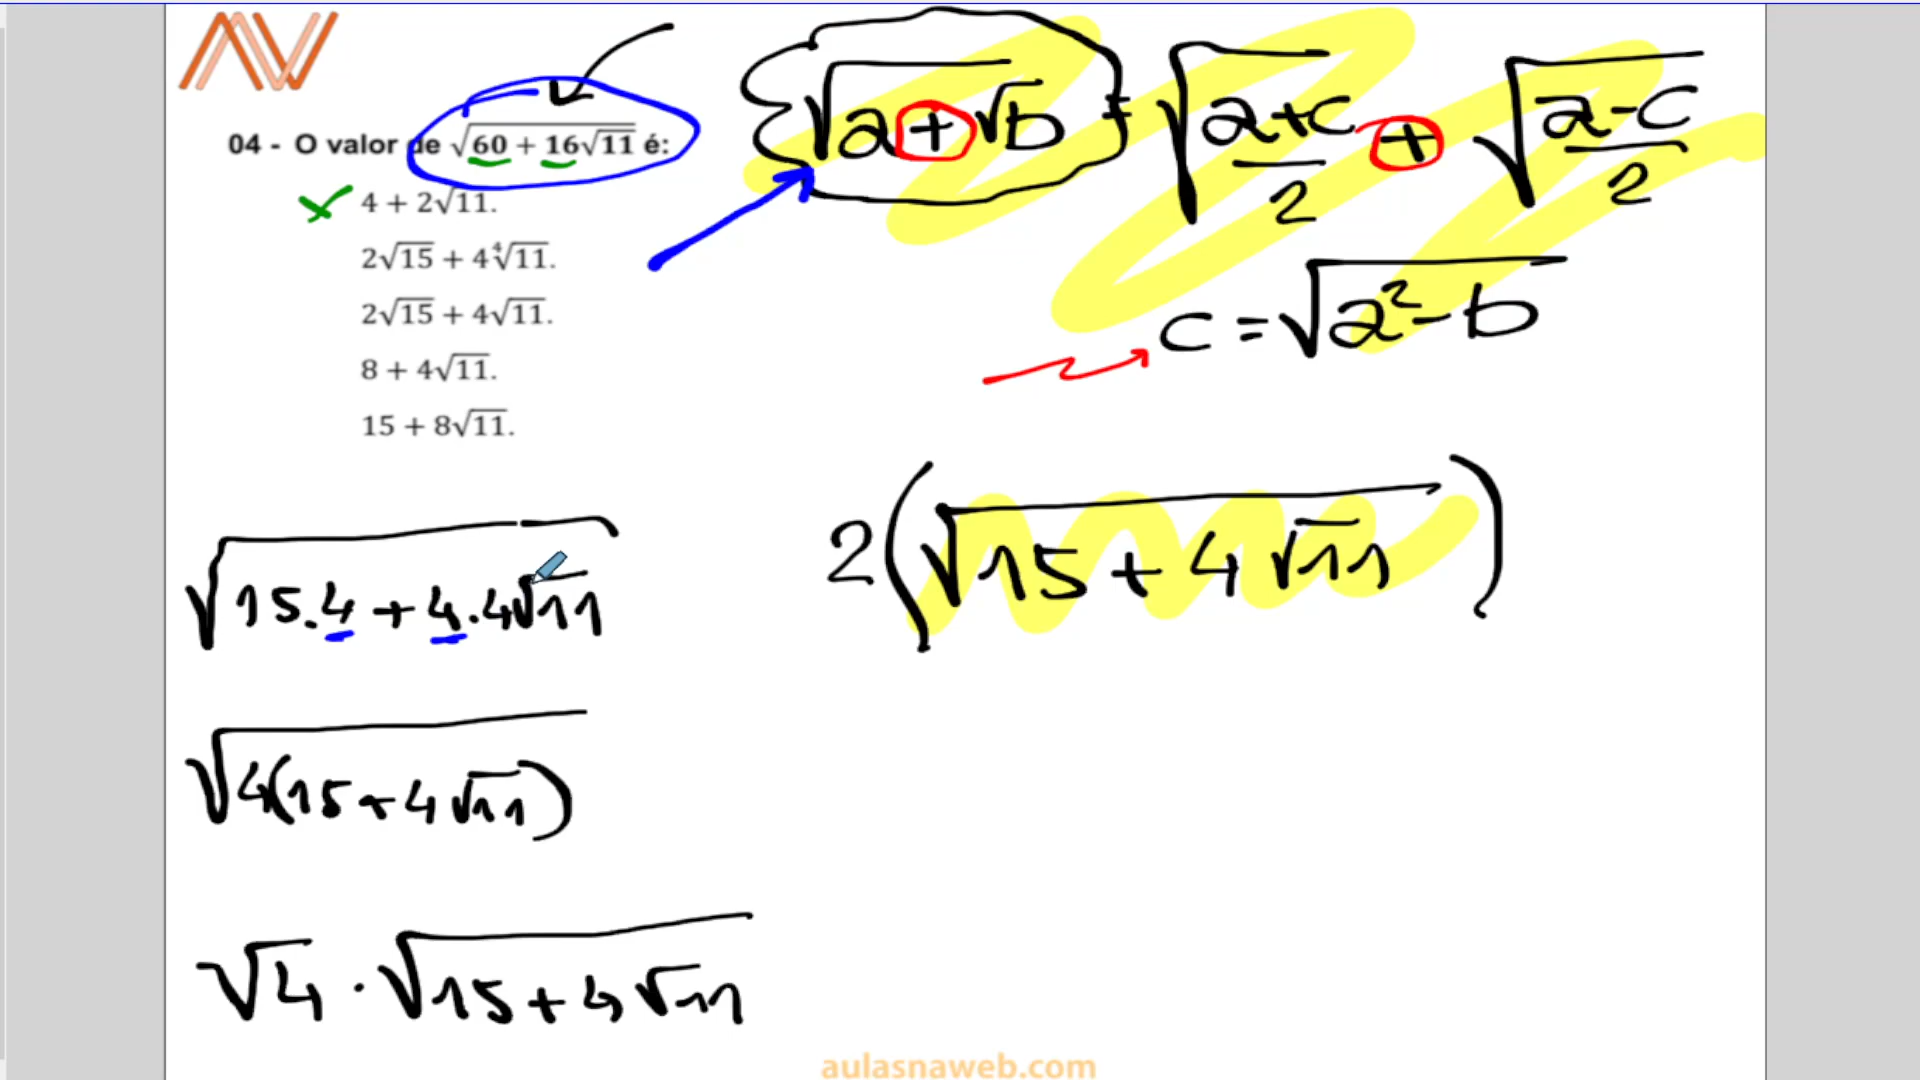 04 - O valor de √(60 + 16√11) é:
4 + 2√11.
2√15 + 4∜11.
2√15 + 4√11.
8 + 4√11.
15 + 8√11.
√(a + √b) = √((a+c)/2) + √((a-c)/2)
c = √(a² - b)
√(15.4 + 4.4√11)
2(√(15 + 4√11))
√(4(15 + 4√11))
√4 · √(15 + 4√11)
aulasnaweb.com